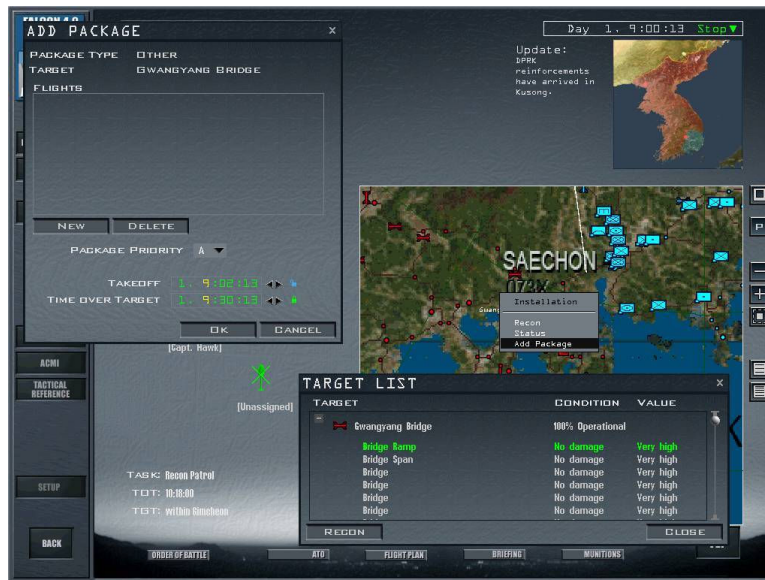 FALCON 4.0
ADD PACKAGE
×
PACKAGE TYPE OTHER
TARGET GWANGYANG BRIDGE
FLIGHTS
NEW DELETE
PACKAGE PRIORITY A
TAKEOFF 1. 9:02:13
TIME OVER TARGET 1. 9:30:13
OK CANCEL
Day 1. 9:00:13 Stop
Update:
DPRK
reinforcements
have arrived in
Kusong.
SAECHON
073X
Installation
Recon
Status
Add Package
P
[Capt. Hawk]
[Unassigned]
ACMI
TACTICAL
REFERENCE
SETUP
BACK
TASK: Recon Patrol
TOT: 10:18:00
TGT: within Gimcheon
TARGET LIST
×
TARGET CONDITION VALUE
Gwangyang Bridge 100% Operational
Bridge Ramp No damage Very high
Bridge Span No damage Very high
Bridge No damage Very high
Bridge No damage Very high
Bridge No damage Very high
Bridge No damage Very high
RECON CLOSE
ORDER OF BATTLE ATO FLIGHT PLAN BRIEFING MUNITIONS